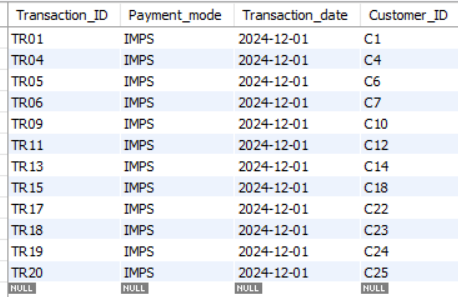 Transaction_ID Payment_mode Transaction_date Customer_ID
TR01 IMPS 2024-12-01 C1
TR04 IMPS 2024-12-01 C4
TR05 IMPS 2024-12-01 C6
TR06 IMPS 2024-12-01 C7
TR09 IMPS 2024-12-01 C10
TR11 IMPS 2024-12-01 C12
TR13 IMPS 2024-12-01 C14
TR15 IMPS 2024-12-01 C18
TR17 IMPS 2024-12-01 C22
TR18 IMPS 2024-12-01 C23
TR19 IMPS 2024-12-01 C24
TR20 IMPS 2024-12-01 C25
NULL NULL NULL NULL